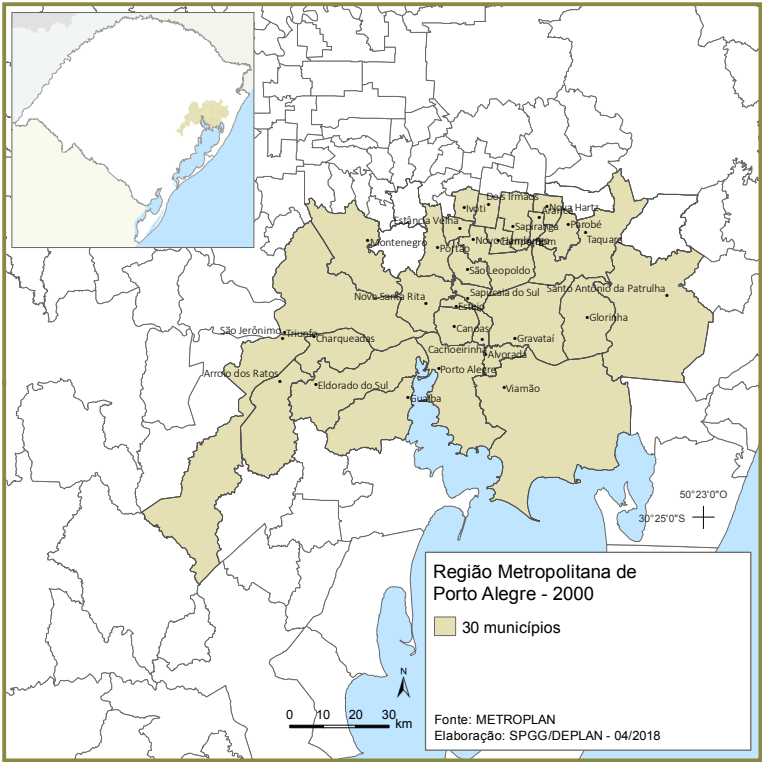 Dois Irmãos
Ivoti
Nova Hartz
Araricá
Estância Velha
Sapiranga
Parobé
Taquara
Montenegro
Portão
São Leopoldo
Santo Antônio da Patrulha
Nova Santa Rita
Sapucaia do Sul
Esteio
Glorinha
Canoas
São Jerônimo
Triunfo
Charqueadas
Gravataí
Cachoeirinha
Alvorada
Arroio dos Ratos
Porto Alegre
Eldorado do Sul
Viamão
Guaíba
50°23'0"O
30°25'0"S
Região Metropolitana de
Porto Alegre - 2000
30 municípios
N
0 10 20 30
km
Fonte: METROPLAN
Elaboração: SPGG/DEPLAN - 04/2018